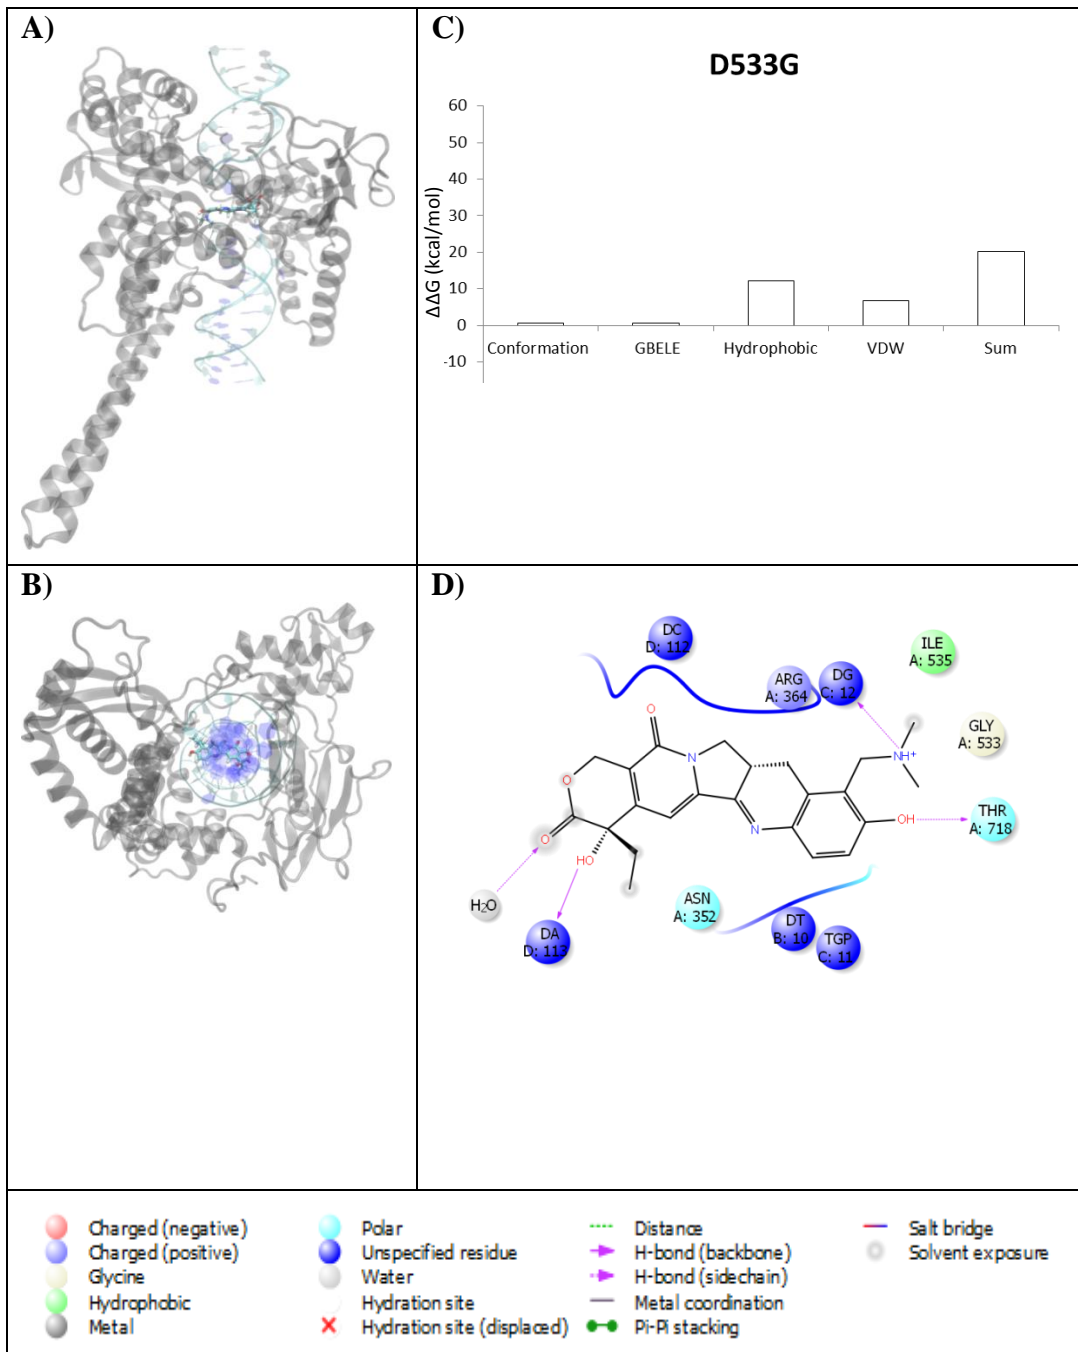 A)
C)
D533G
ΔΔG (kcal/mol)
60
50
40
30
20
10
0
-10
Conformation GBELE Hydrophobic VDW Sum
B)
D)
DC
D: 112
ILE
A: 535
ARG
A: 364
DG
C: 12
GLY
A: 533
O
N
NH+
O
THR
A: 718
OH
N
O
HO
H2O
ASN
A: 352
DA
D: 113
DT
B: 10
TGP
C: 11
Charged (negative) Polar Distance Salt bridge
Charged (positive) Unspecified residue H-bond (backbone) Solvent exposure
Glycine Water H-bond (sidechain)
Hydrophobic Hydration site Metal coordination
Metal Hydration site (displaced) Pi-Pi stacking